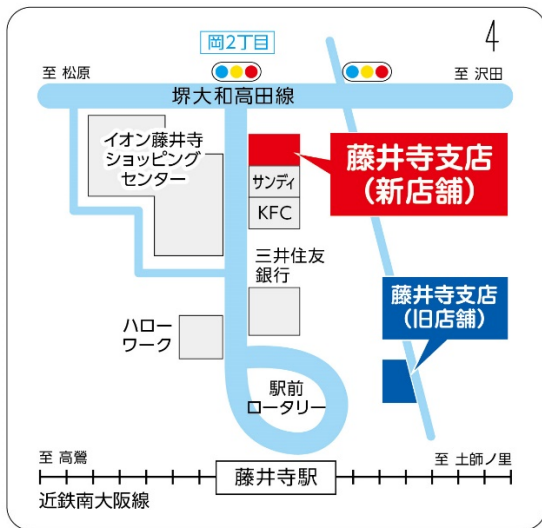 岡2丁目
4
至 松原
至 沢田
堺大和高田線
イオン藤井寺
ショッピング
センター
サンディ
KFC
藤井寺支店
(新店舗)
三井住友
銀行
藤井寺支店
(旧店舗)
ハロー
ワーク
駅前
ロータリー
至 高鷲
至 土師ノ里
藤井寺駅
近鉄南大阪線